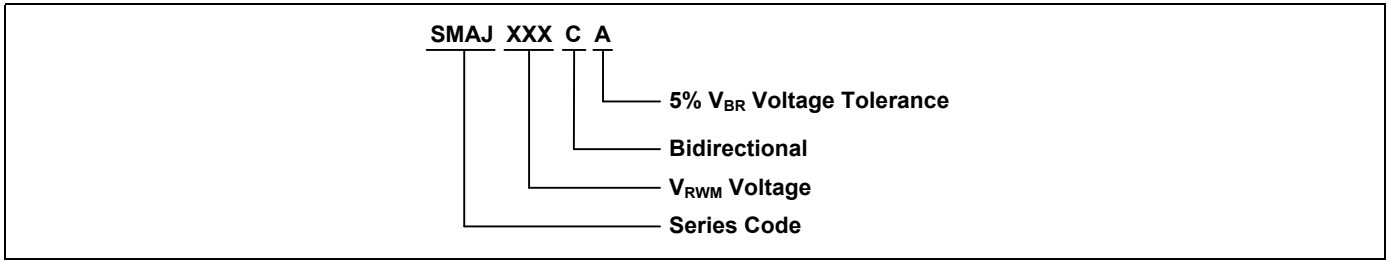 SMAJ XXX C A
5% VBR Voltage Tolerance
Bidirectional
VRWM Voltage
Series Code